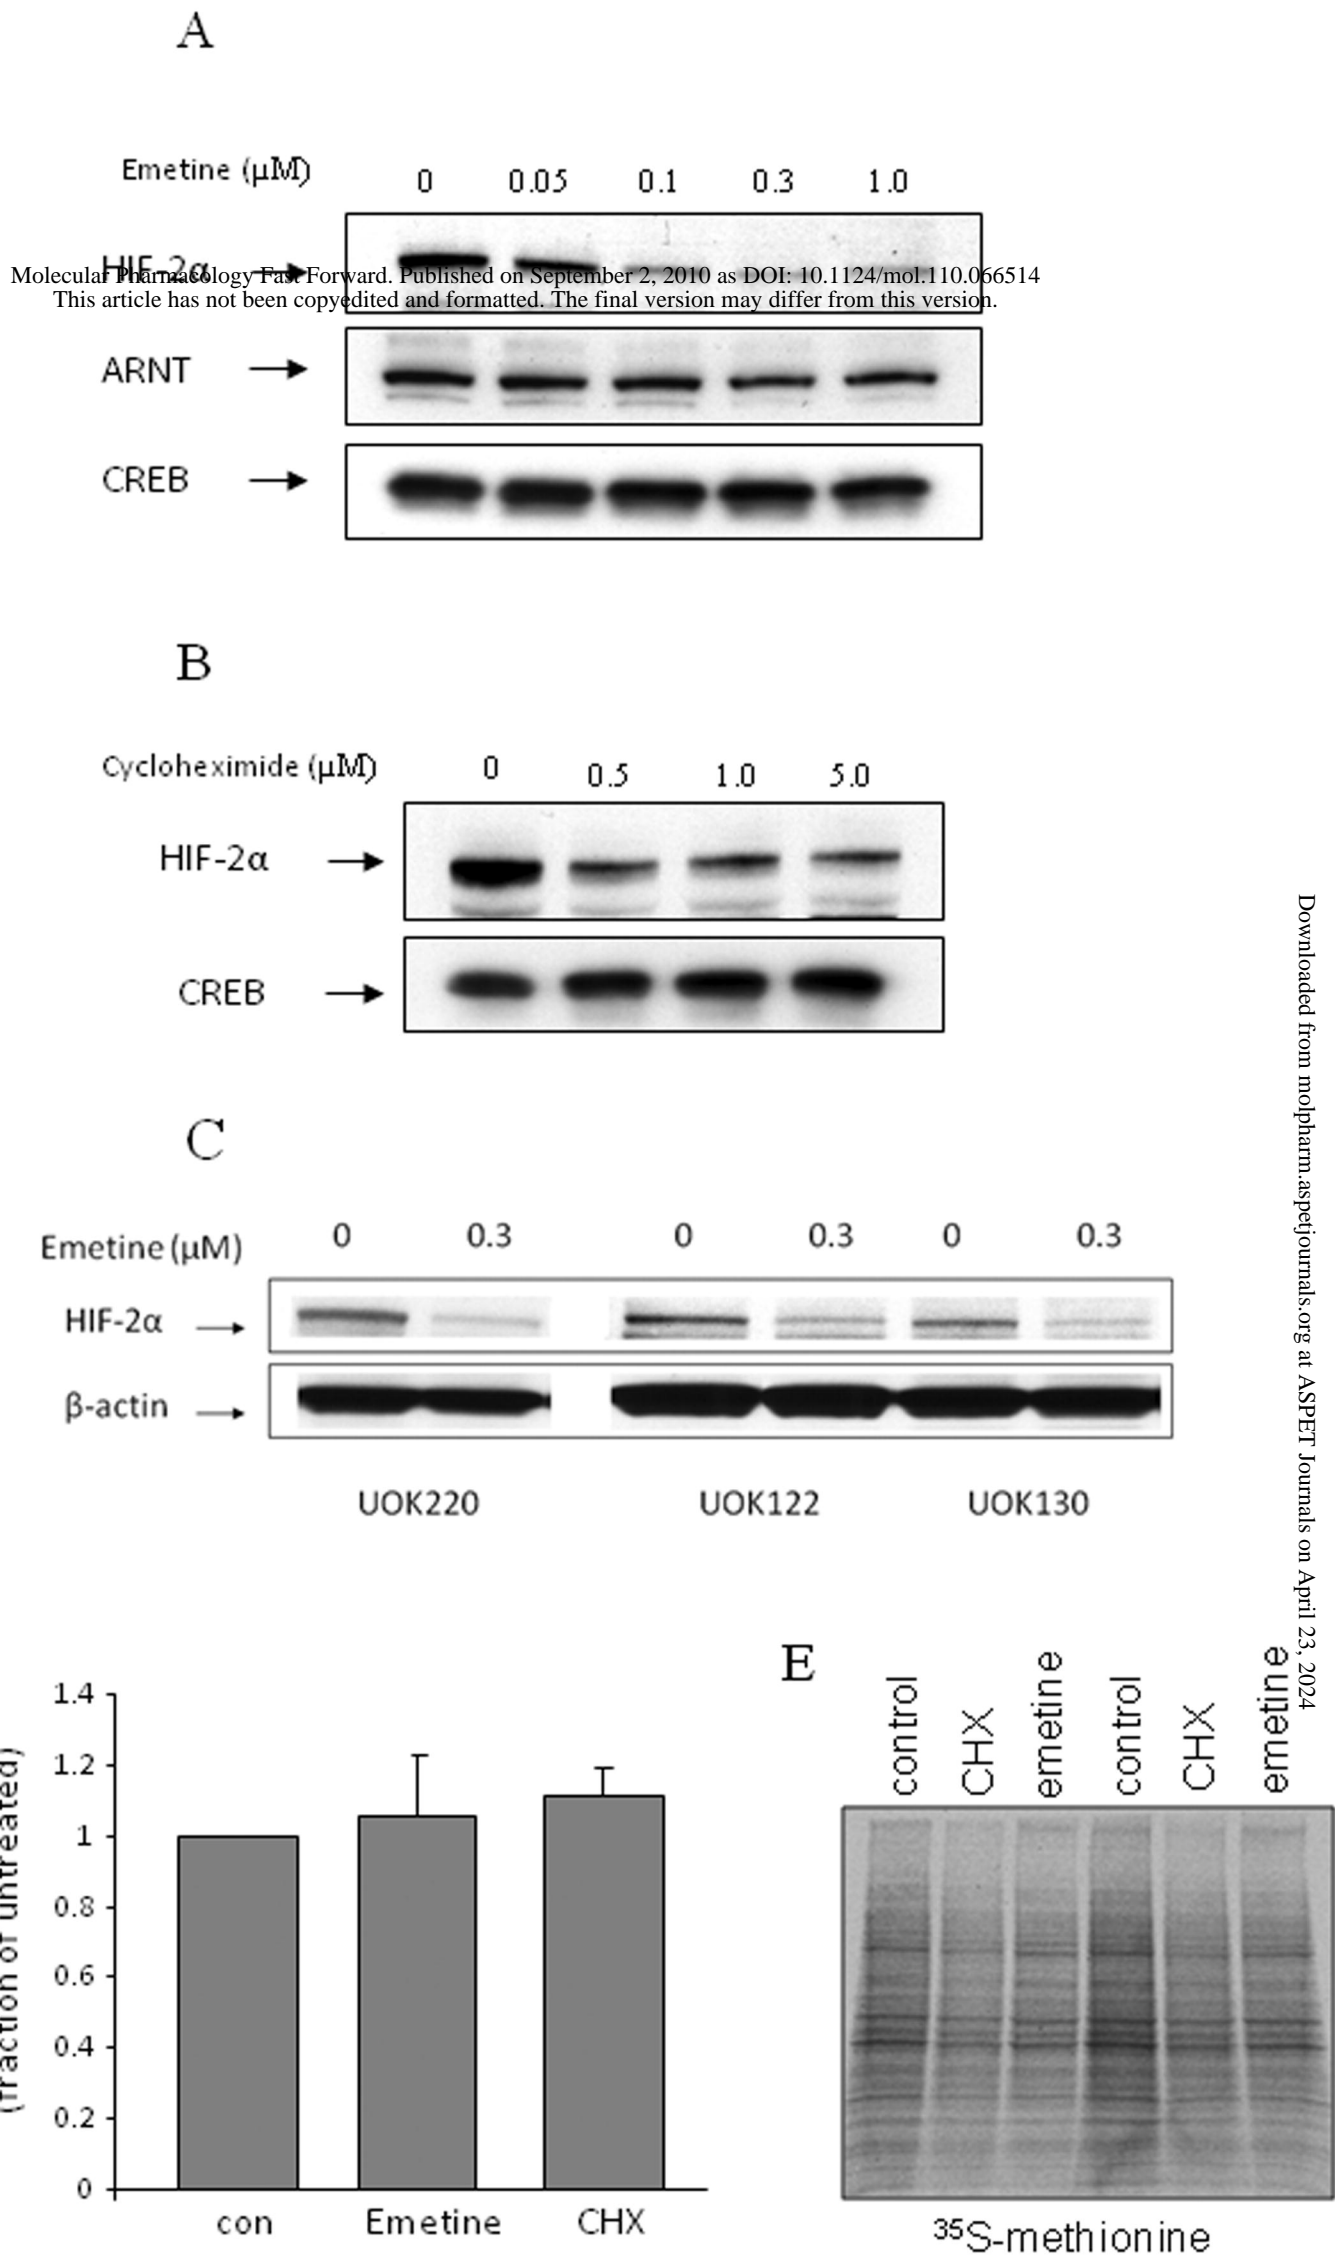 A
Emetine (μM) 0 0.05 0.1 0.3 1.0
HIF-2α
Molecular Pharmacology Fast Forward. Published on September 2, 2010 as DOI: 10.1124/mol.110.066514
This article has not been copyedited and formatted. The final version may differ from this version.
ARNT
CREB
B
Cycloheximide (μM) 0 0.5 1.0 5.0
HIF-2α
CREB
C
Emetine (μM) 0 0.3 0 0.3 0 0.3
HIF-2α
β-actin
UOK220 UOK122 UOK130
(fraction of untreated)
1.4
1.2
1
0.8
0.6
0.4
0.2
0
con Emetine CHX
E
control CHX emetine control CHX emetine
³⁵S-methionine
Downloaded from molpharm.aspetjournals.org at ASPET Journals on April 23, 2024